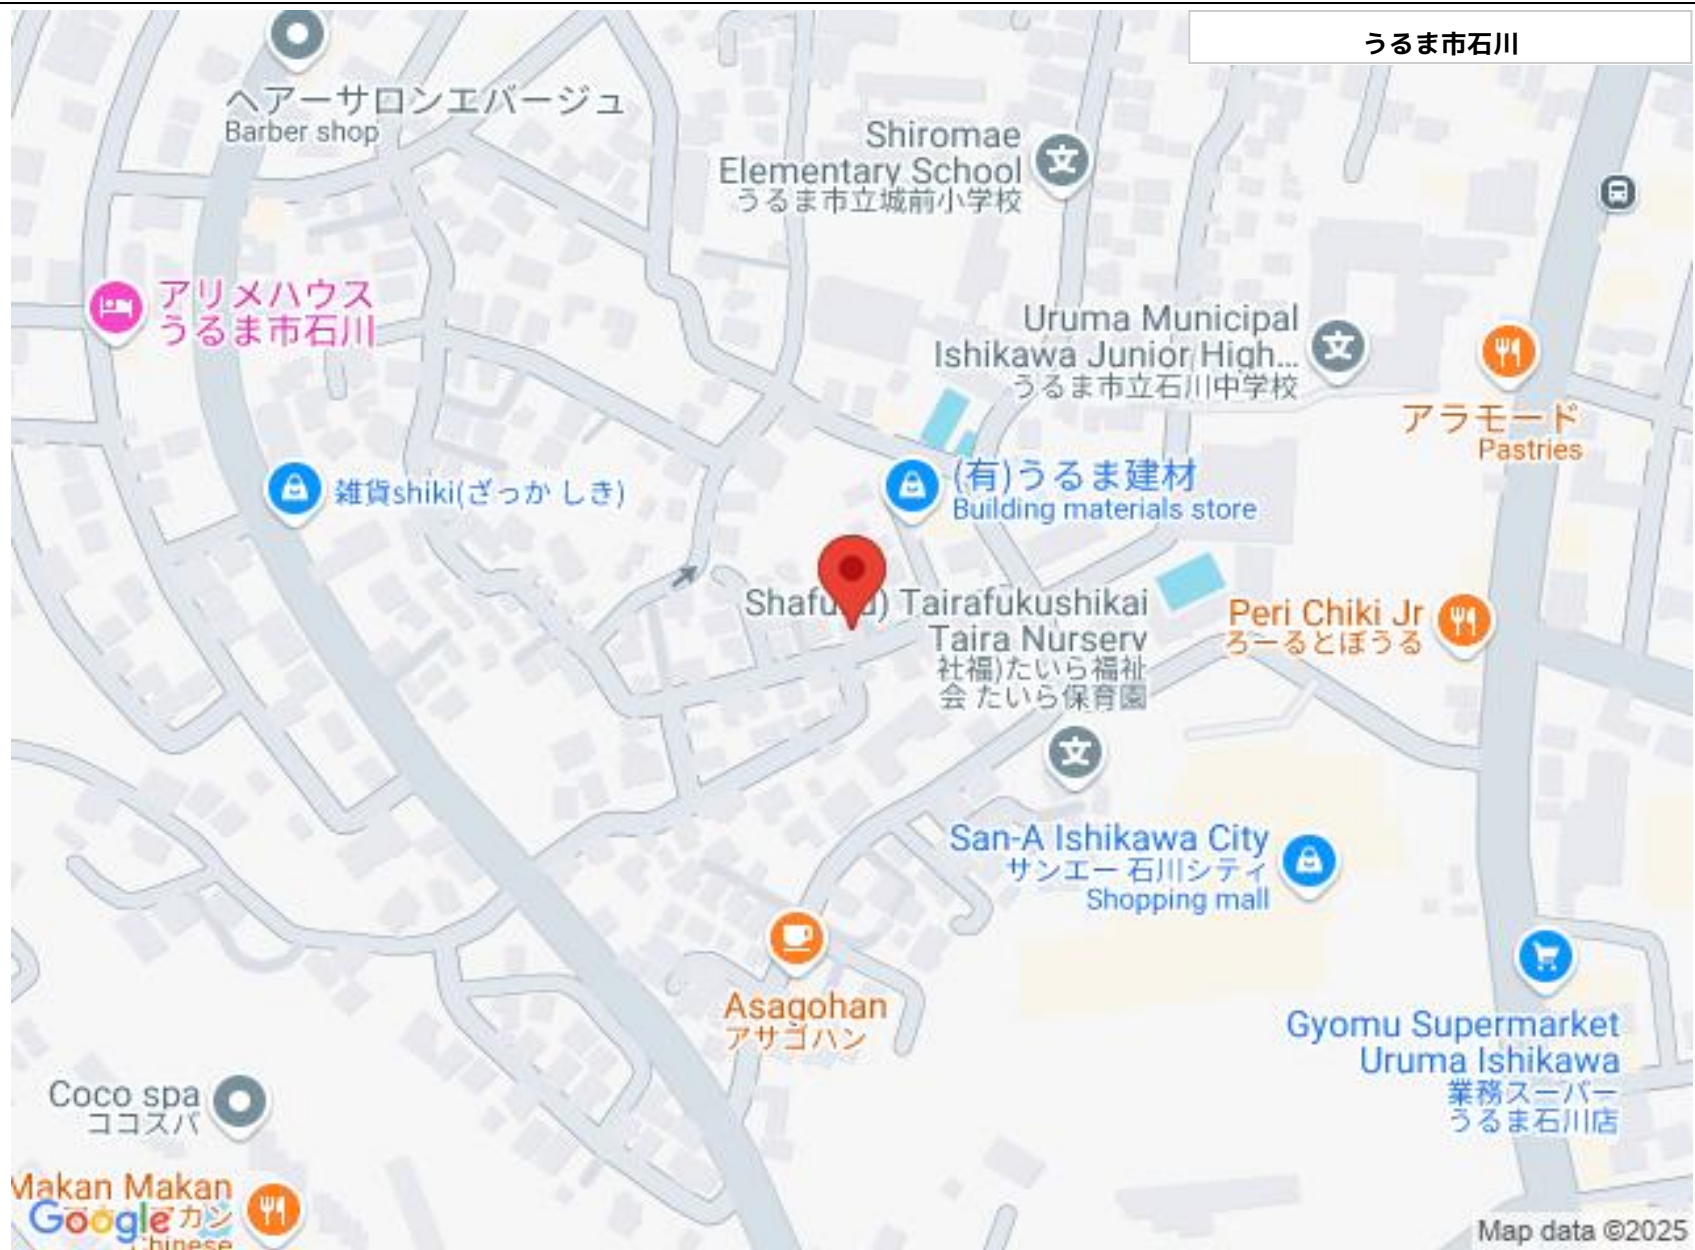 うるま市石川
ヘアーサロンエバージュ
Barber shop
Shiromae
Elementary School
うるま市立城前小学校
アリメハウス
うるま市石川
Uruma Municipal
Ishikawa Junior High...
うるま市立石川中学校
アラモード
Pastries
雑貨shiki(ざっか しき)
(有)うるま建材
Building materials store
Tairafukushikai
Taira Nursery
社福)たいら福祉
会 たいら保育園
Peri Chiki Jr
ろーるとぼうる
San-A Ishikawa City
サンエー 石川シティ
Shopping mall
Asagohan
アサゴハン
Gyomu Supermarket
Uruma Ishikawa
業務スーパー
うるま石川店
Coco spa
ココスパ
Makan Makan
カン
Chinese
Google
Map data ©2025